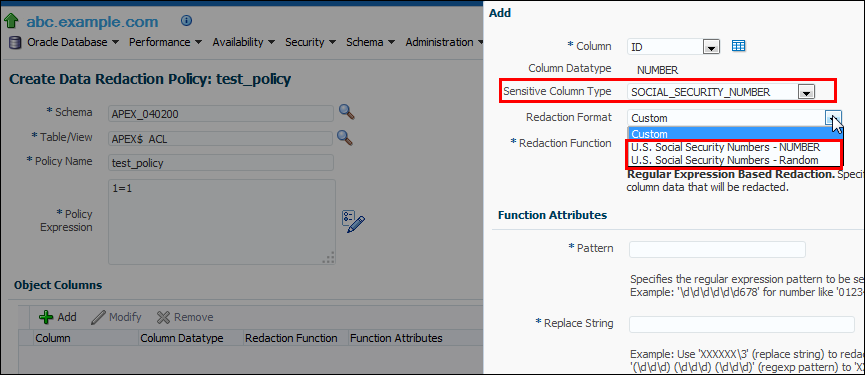 abc.example.com
Oracle Database Performance Availability Security Schema Administration
Create Data Redaction Policy: test_policy
* Schema APEX_040200
* Table/View APEX$_ACL
* Policy Name test_policy
* Policy Expression 1=1
Object Columns
Add Modify Remove
Column Column Datatype Redaction Function Function Attributes
Add
* Column ID
Column Datatype NUMBER
Sensitive Column Type SOCIAL_SECURITY_NUMBER
Redaction Format Custom
Custom
U.S. Social Security Numbers - NUMBER
U.S. Social Security Numbers - Random
* Redaction Function
Regular Expression Based Redaction. Speci
column data that will be redacted.
Function Attributes
* Pattern
Specifies the regular expression pattern to be se
Example: '\d\d\d\d\d\d678' for number like '01234
* Replace String
Example: Use 'XXXXXX\3' (replace string) to redac
'(\d\d\d) (\d\d\d) (\d\d\d)' (regexp pattern) to 'X